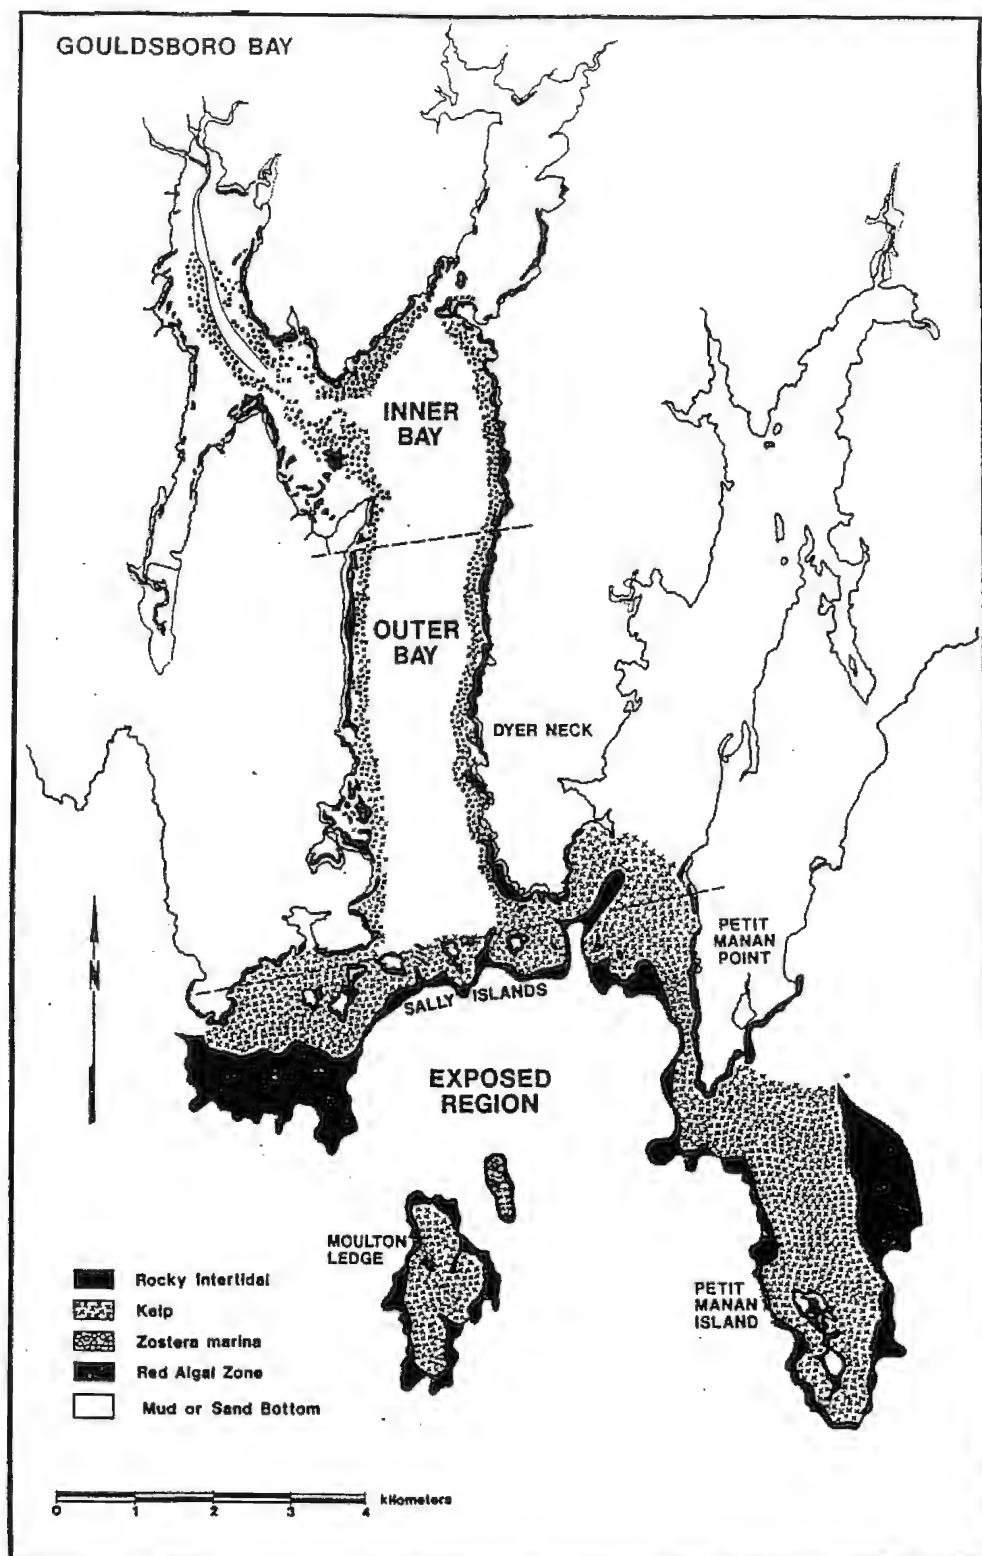 GOULDSBORO BAY
INNER
BAY
OUTER
BAY
DYER NECK
PETIT
MANAN
POINT
N
SALLY ISLANDS
EXPOSED
REGION
MOULTON
LEDGE
PETIT
MANAN
ISLAND
Rocky Intertidal
Kelp
Zostera marina
Red Algal Zone
Mud or Sand Bottom
kilometers
0 1 2 3 4